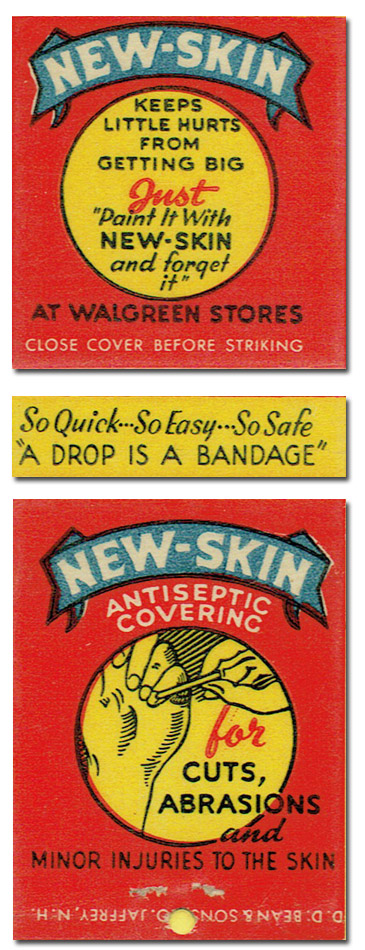 NEW-SKIN
KEEPS
LITTLE HURTS
FROM
GETTING BIG
Just
"Paint It With
NEW-SKIN
and forget
it"
AT WALGREEN STORES
CLOSE COVER BEFORE STRIKING
So Quick...So Easy...So Safe
"A DROP IS A BANDAGE"
NEW-SKIN
ANTISEPTIC
COVERING
for
CUTS,
ABRASIONS
and
MINOR INJURIES TO THE SKIN
D. D. BEAN & SONS CO. JAFFREY, N. H.